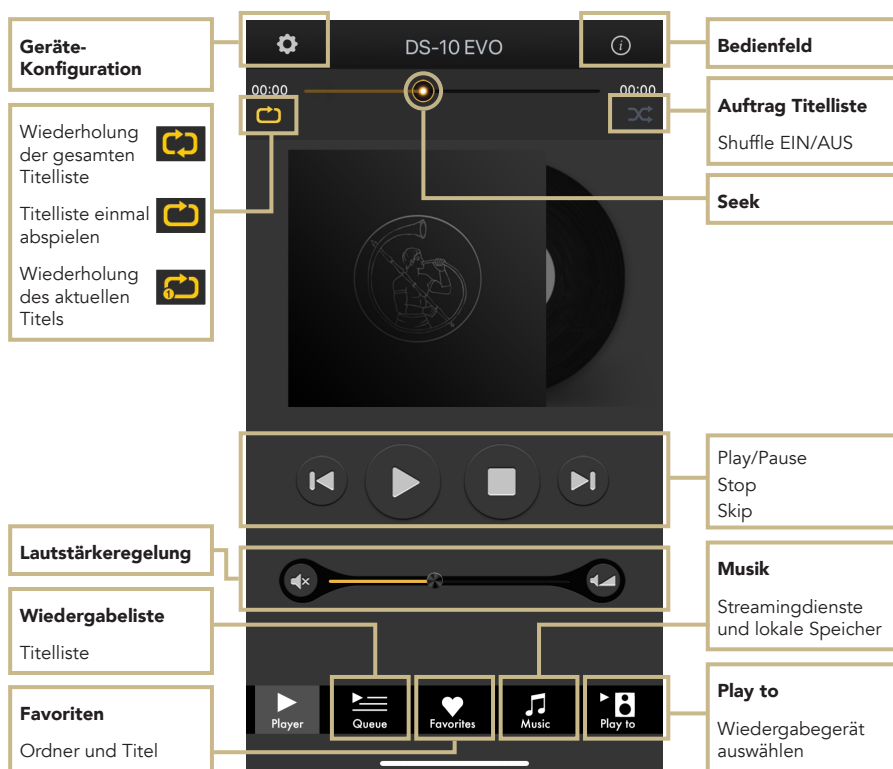 Geräte-
Konfiguration
Wiederholung
der gesamten
Titelliste
Titelliste einmal
abspielen
Wiederholung
des aktuellen
Titels
1
Lautstärkeregelung
Wiedergabeliste
Titelliste
Favoriten
Ordner und Titel
DS-10 EVO
i
00:00
00:00
Player
Queue
Favorites
Music
Play to
Bedienfeld
Auftrag Titelliste
Shuffle EIN/AUS
Seek
Play/Pause
Stop
Skip
Musik
Streamingdienste
und lokale Speicher
Play to
Wiedergabegerät
auswählen